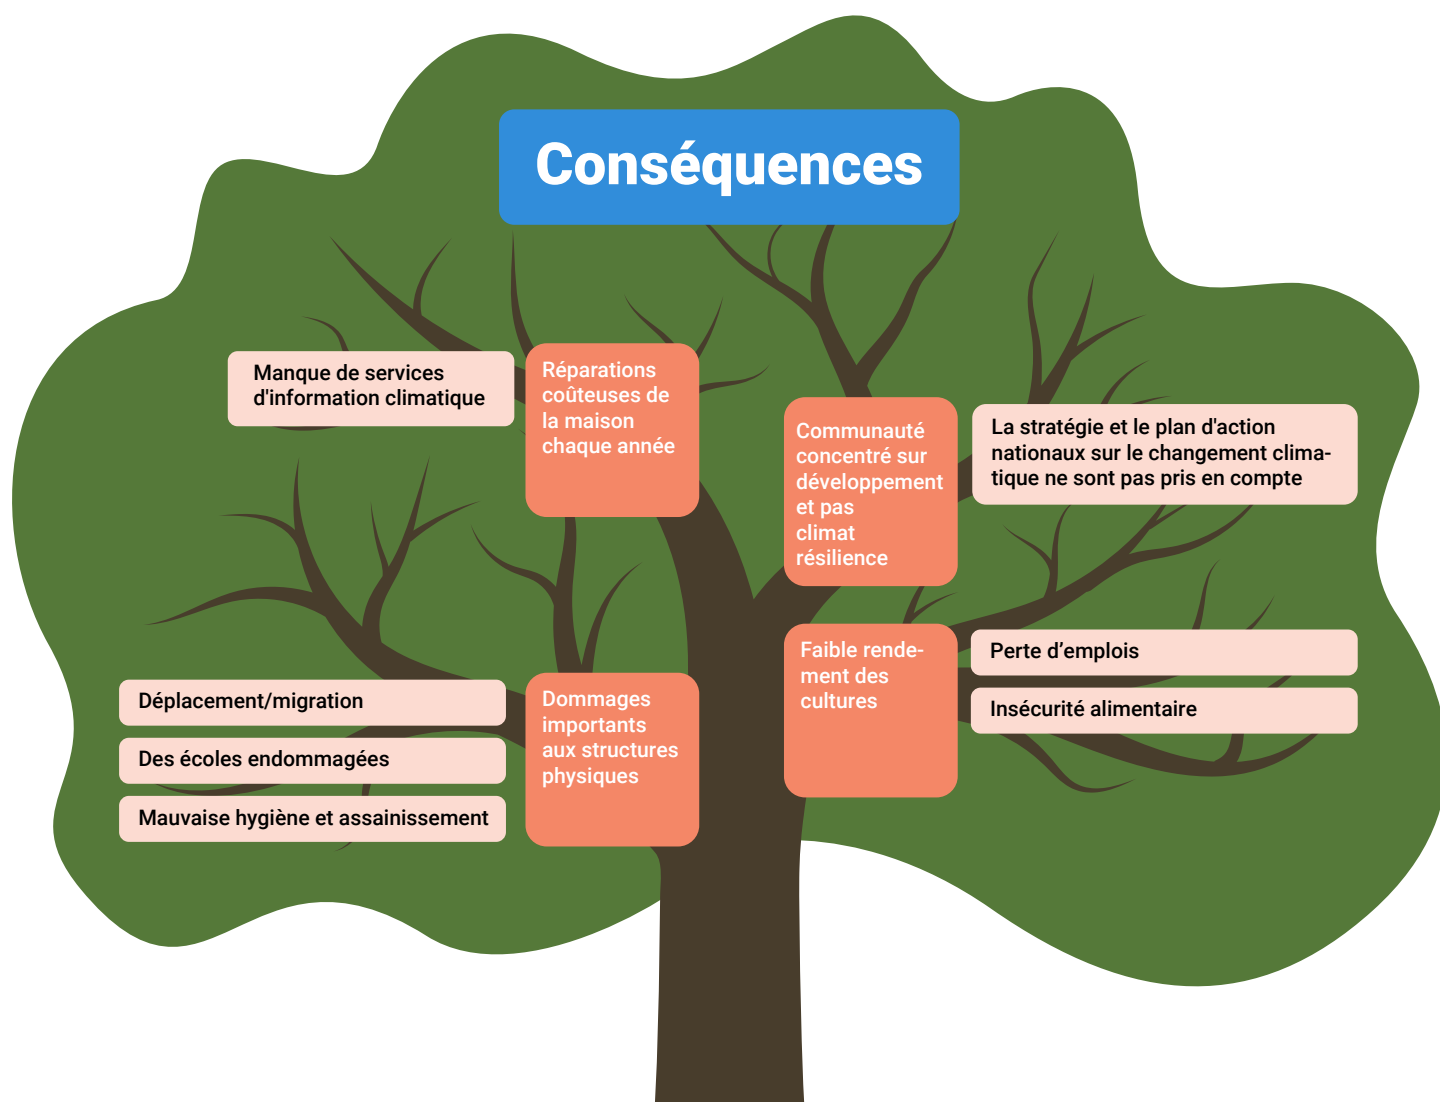 Conséquences
Manque de services
d'information climatique
Réparations
coûteuses de
la maison
chaque année
Communauté
concentré sur
développement
et pas
climat
résilience
La stratégie et le plan d'action
nationaux sur le changement clima-
tique ne sont pas pris en compte
Déplacement/migration
Des écoles endommagées
Mauvaise hygiène et assainissement
Dommages
importants
aux structures
physiques
Faible rende-
ment des
cultures
Perte d’emplois
Insécurité alimentaire